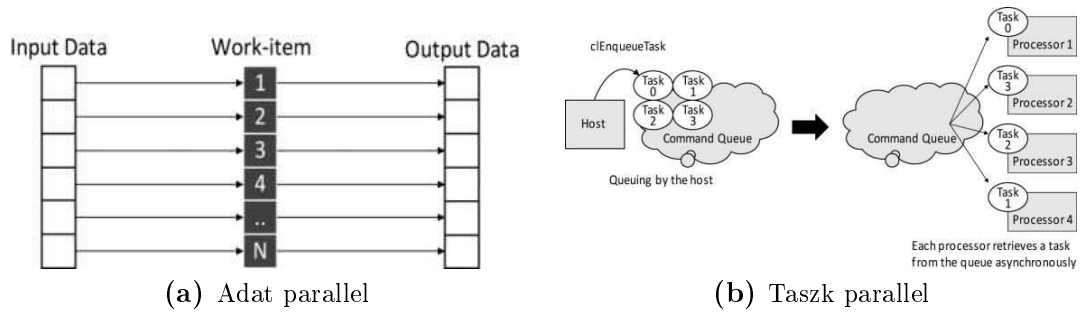 Input Data
Work-item
Output Data
1
2
3
4
..
N
(a) Adat parallel
clEnqueueTask
Host
Task 0
Task 1
Task 2
Task 3
Command Queue
Queuing by the host
Command Queue
Task 0
Processor 1
Task 3
Processor 2
Task 2
Processor 3
Task 1
Processor 4
Each processor retrieves a task
from the queue asynchronously
(b) Taszk parallel